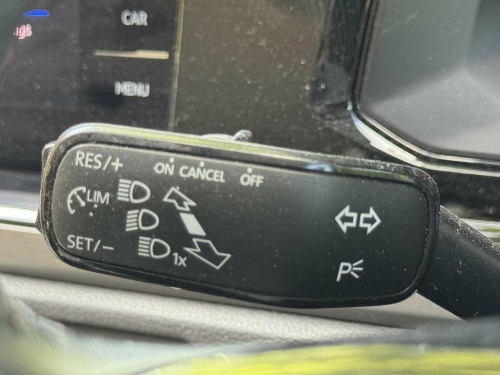 CAR
MENU
RES/+
ON CANCEL OFF
LIM
SET/-
1x
P